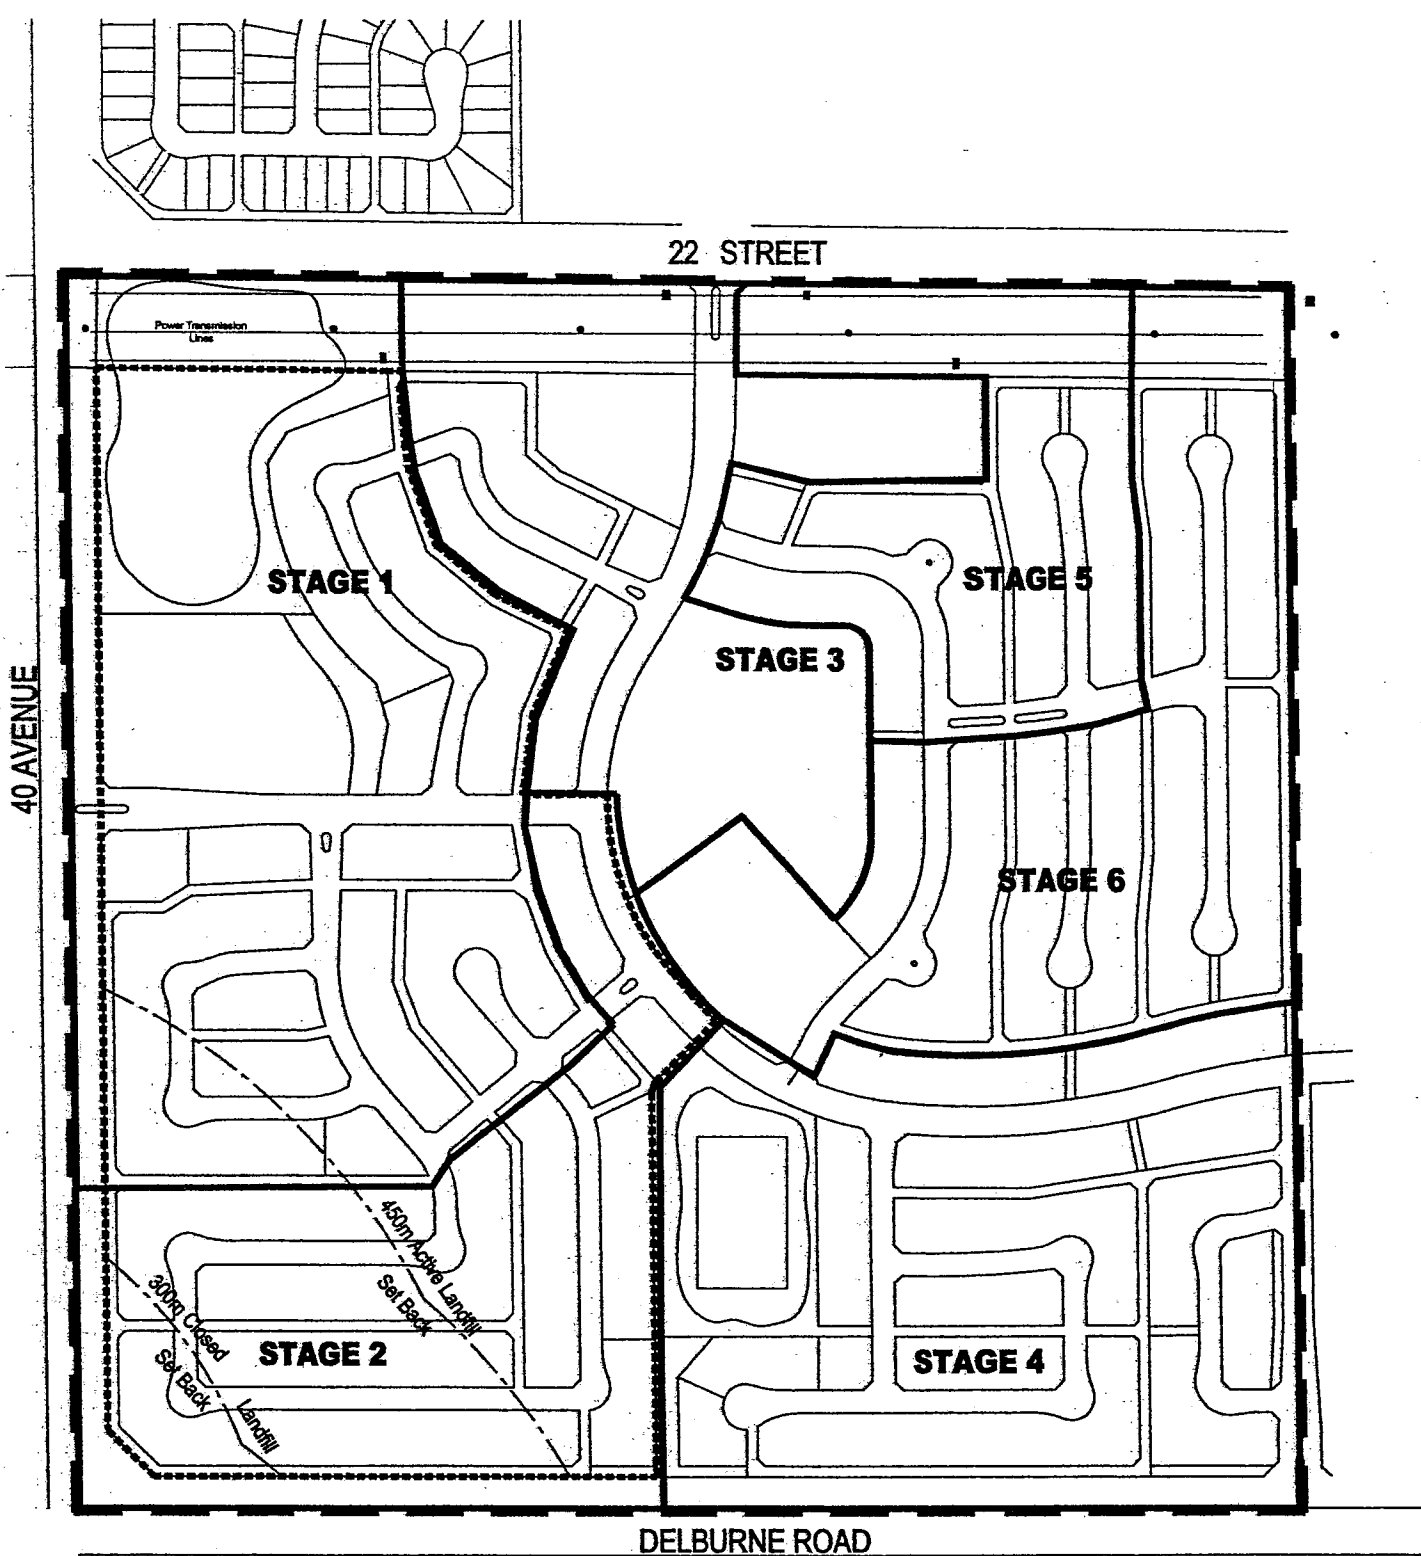 22 STREET
Power Transmission
Lines
STAGE 1
STAGE 5
STAGE 3
40 AVENUE
STAGE 6
450m Active Landfill
Set Back
300m Closed
Landfill
Set Back
STAGE 2
STAGE 4
DELBURNE ROAD